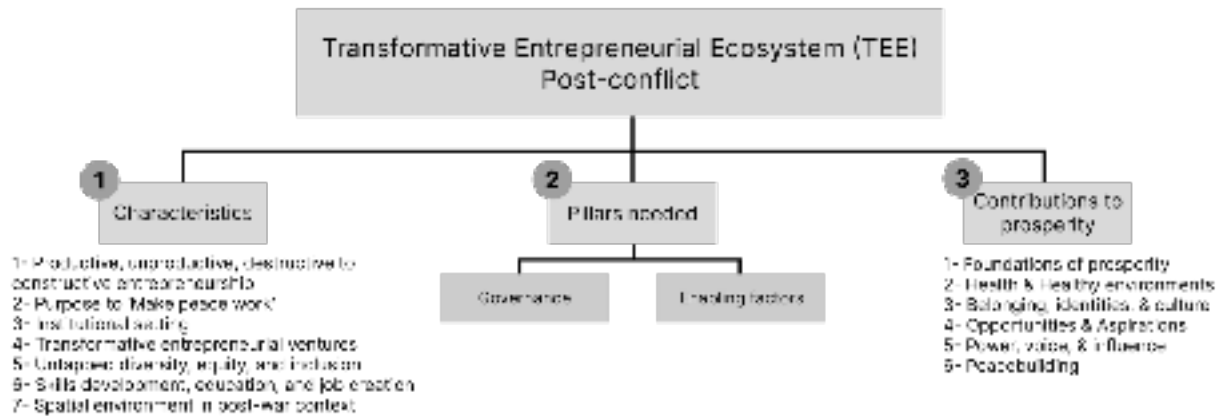 Transformative Entrepreneurial Ecosystem (TEE)
Post-conflict
1
Characteristics
1- Productive, unproductive, destructive to
constructive entrepreneurship
2- Purpose to 'Make peace work'
3- Institutional setting
4- Transformative entrepreneurial ventures
5- Untapped diversity, equity, and inclusion
6- Skills development, education, and job creation
7- Spatial environment in post-war context
2
Pillars needed
Governance
Enabling factors
3
Contributions to
prosperity
1- Foundations of prosperity
2- Health & Healthy environments
3- Belonging, identities, & culture
4- Opportunities & Aspirations
5- Power, voice, & influence
6- Peacebuilding